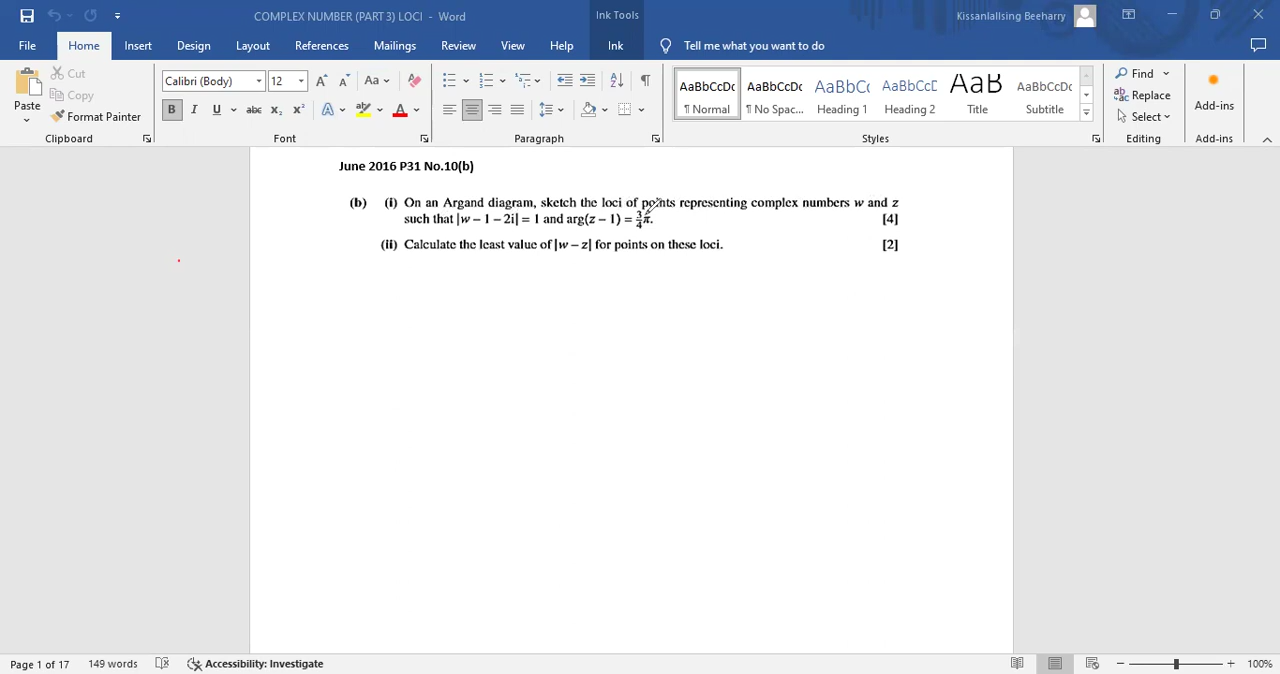 COMPLEX NUMBER (PART 3) LOCI - Word
Ink Tools
Kissanlallsing Beeharry
File Home Insert Design Layout References Mailings Review View Help Ink Tell me what you want to do
Paste
Cut
Copy
Format Painter
Clipboard
Calibri (Body) 12
Font
Paragraph
AaBbCcDc AaBbCcDc AaBbC( AaBbCcD AaB AaBbCcDc
¶ Normal ¶ No Spac... Heading 1 Heading 2 Title Subtitle
Styles
Find
Replace
Select
Editing
Add-ins
Add-ins
June 2016 P31 No.10(b)
(b) (i) On an Argand diagram, sketch the loci of points representing complex numbers w and z
such that |w − 1 − 2i| = 1 and arg(z − 1) = 3/4π. [4]
(ii) Calculate the least value of |w − z| for points on these loci. [2]
Page 1 of 17 149 words Accessibility: Investigate 100%